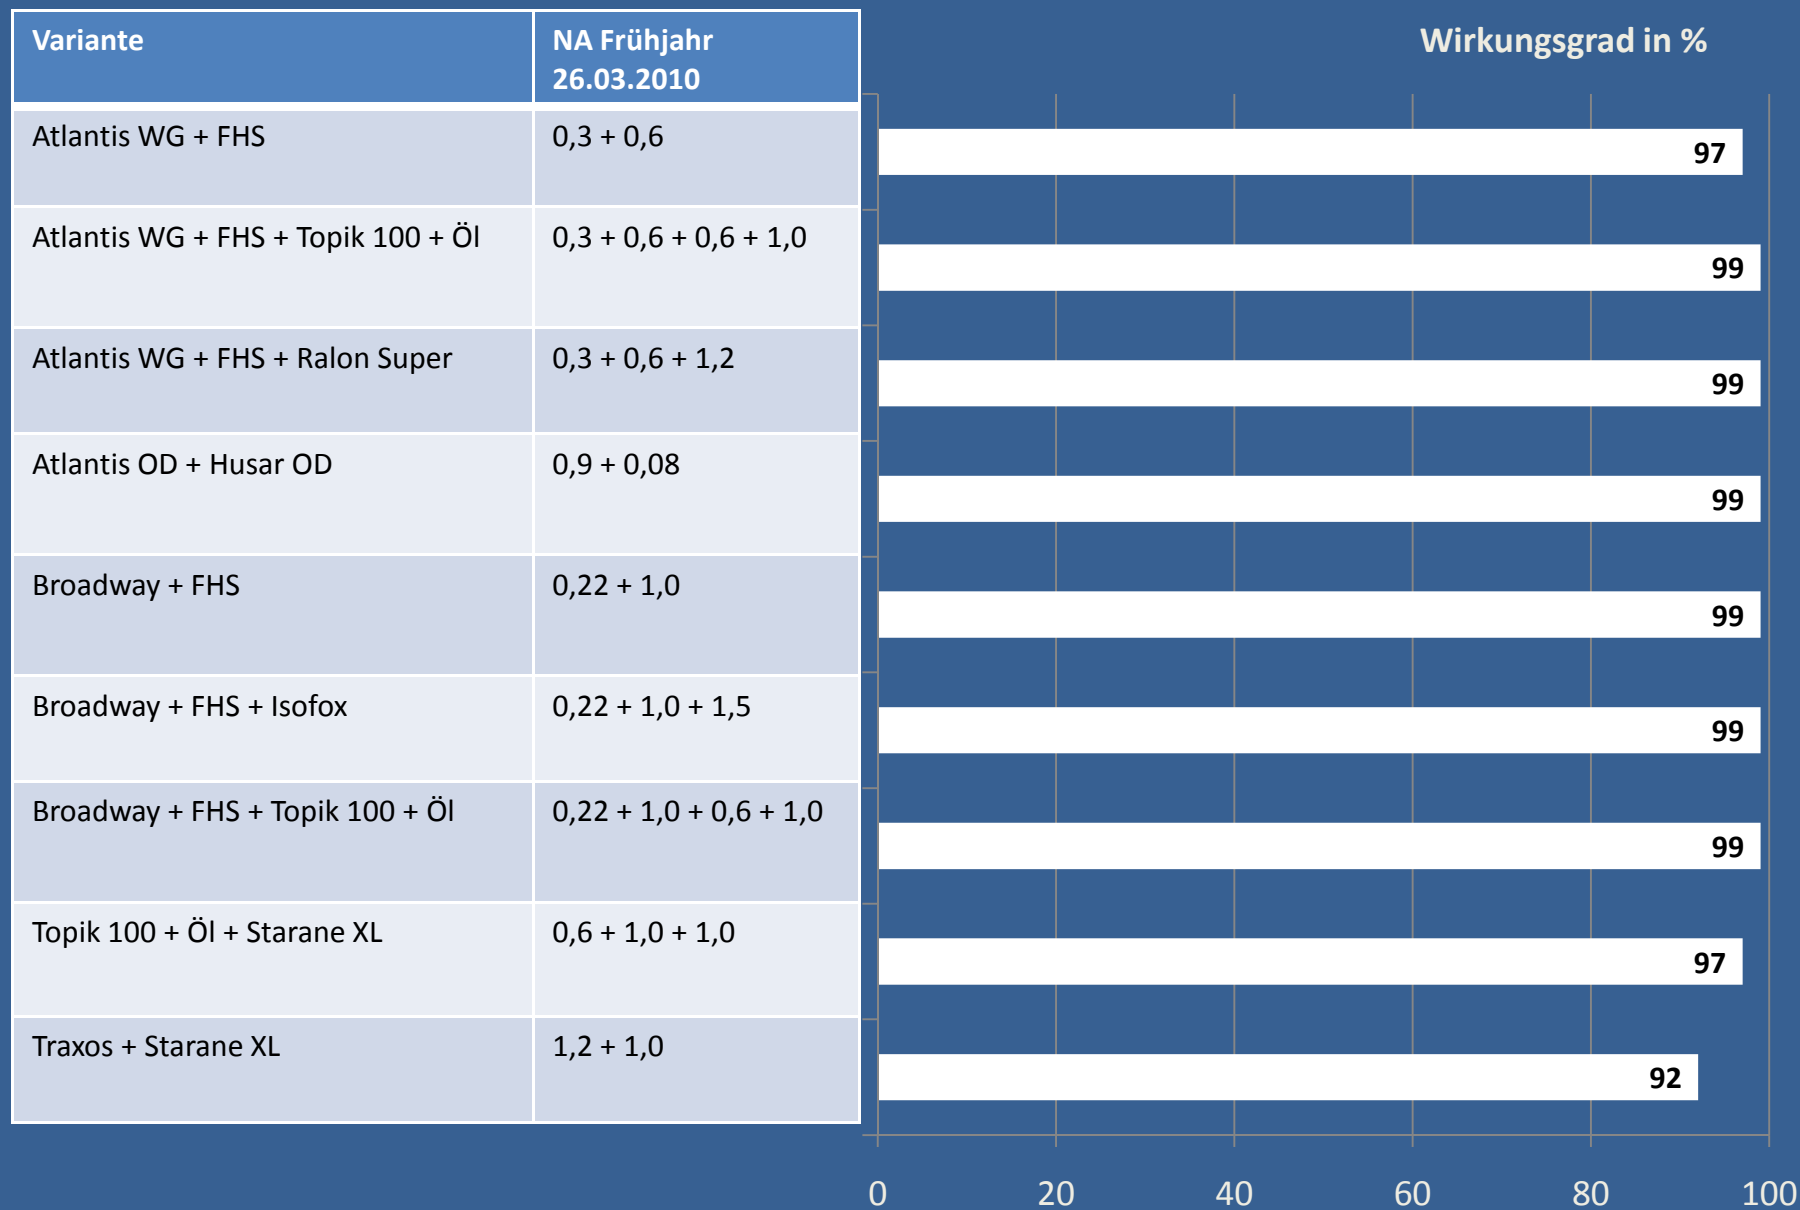 Variante NA Frühjahr
26.03.2010
Wirkungsgrad in %
Atlantis WG + FHS 0,3 + 0,6 97
Atlantis WG + FHS + Topik 100 + Öl 0,3 + 0,6 + 0,6 + 1,0 99
Atlantis WG + FHS + Ralon Super 0,3 + 0,6 + 1,2 99
Atlantis OD + Husar OD 0,9 + 0,08 99
Broadway + FHS 0,22 + 1,0 99
Broadway + FHS + Isofox 0,22 + 1,0 + 1,5 99
Broadway + FHS + Topik 100 + Öl 0,22 + 1,0 + 0,6 + 1,0 99
Topik 100 + Öl + Starane XL 0,6 + 1,0 + 1,0 97
Traxos + Starane XL 1,2 + 1,0 92
0 20 40 60 80 100